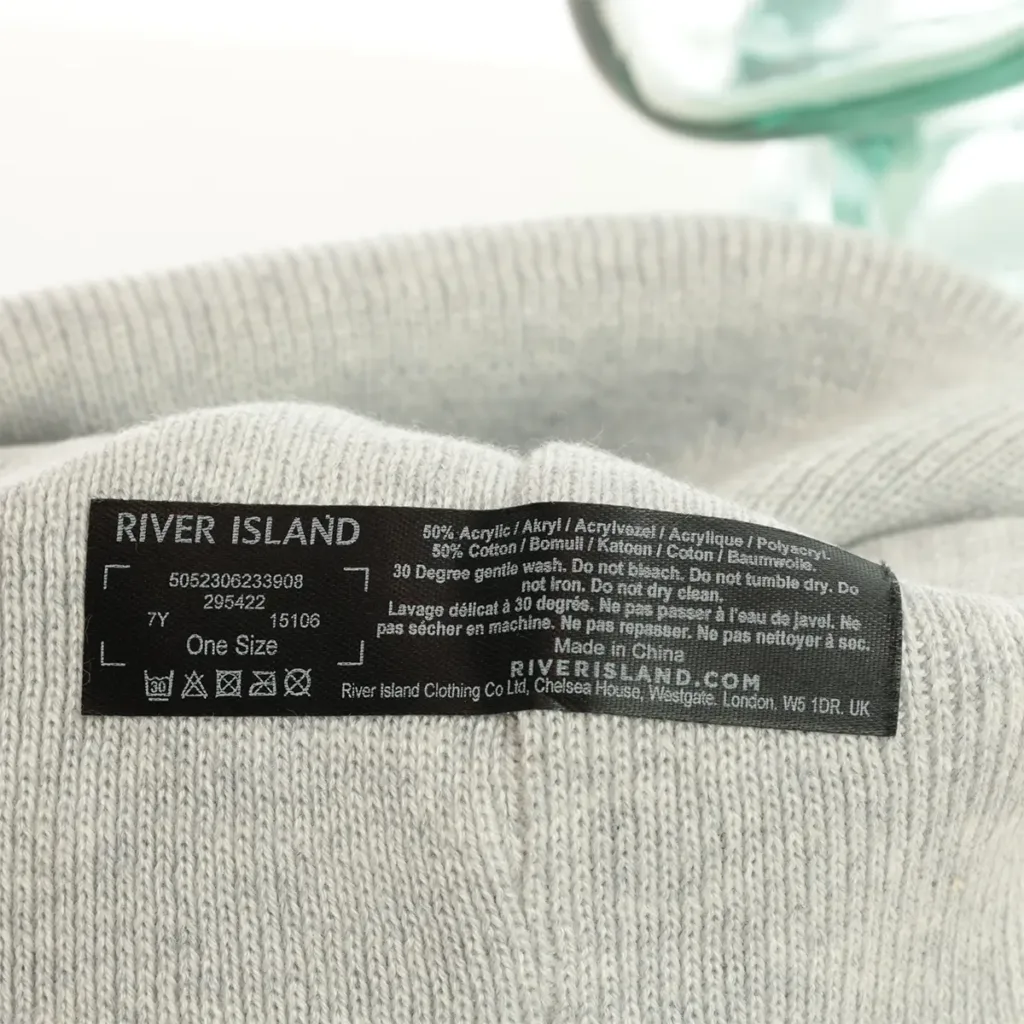 RIVER ISLAND
5052306233908
295422
7Y 15106
One Size
30
50% Acrylic / Akryl / Acrylvezel / Acrylique / Polyacryl.
50% Cotton / Bomull / Katoen / Coton / Baumwolle.
30 Degree gentle wash. Do not bleach. Do not tumble dry. Do
not iron. Do not dry clean.
Lavage délicat à 30 degrés. Ne pas passer à l'eau de javel. Ne
pas sécher en machine. Ne pas repasser. Ne pas nettoyer à sec.
Made in China
RIVERISLAND.COM
River Island Clothing Co Ltd, Chelsea House, Westgate. London. W5 1DR. UK